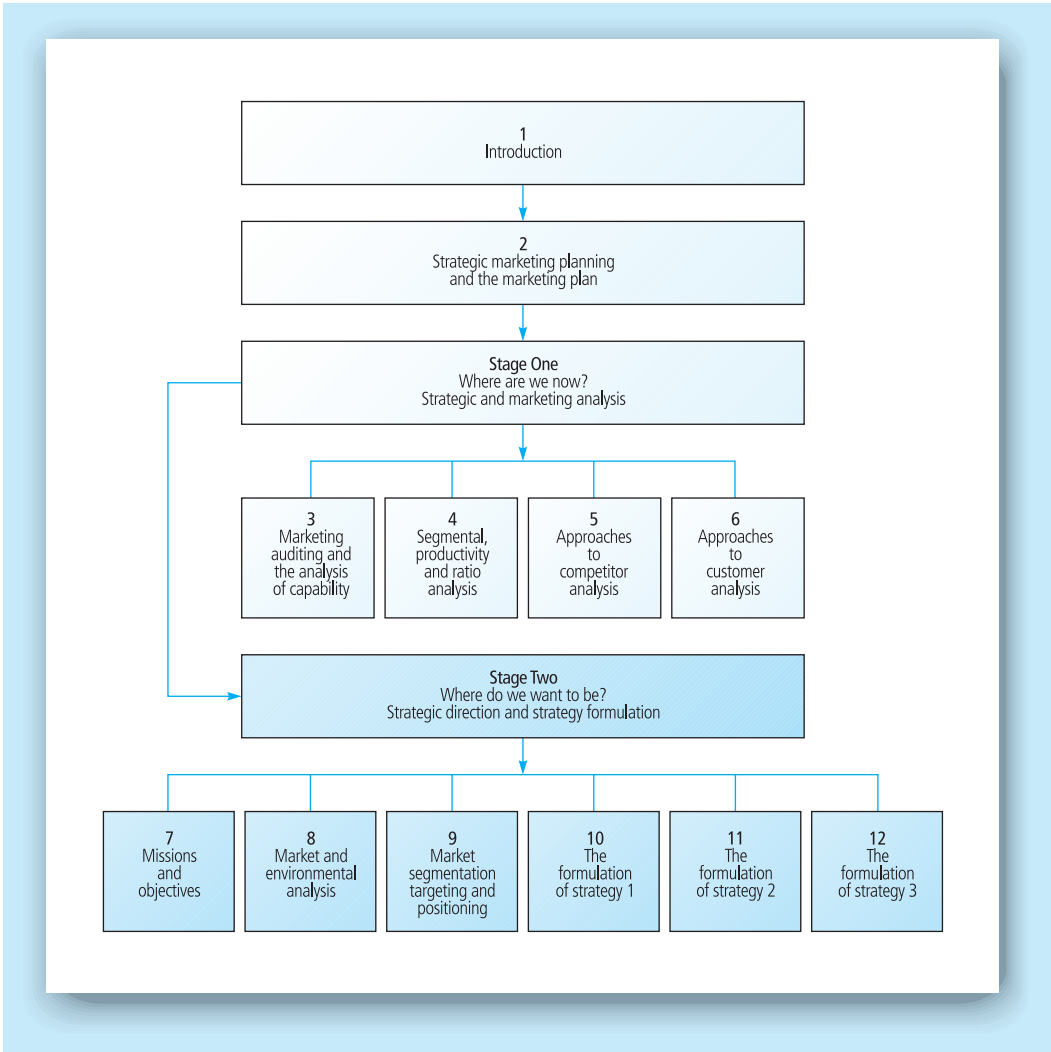 1
Introduction
2
Strategic marketing planning
and the marketing plan
Stage One
Where are we now?
Strategic and marketing analysis
3
Marketing
auditing and
the analysis
of capability
4
Segmental,
productivity
and ratio
analysis
5
Approaches
to
competitor
analysis
6
Approaches
to
customer
analysis
Stage Two
Where do we want to be?
Strategic direction and strategy formulation
7
Missions
and
objectives
8
Market and
environmental
analysis
9
Market
segmentation
targeting and
positioning
10
The
formulation
of strategy 1
11
The
formulation
of strategy 2
12
The
formulation
of strategy 3